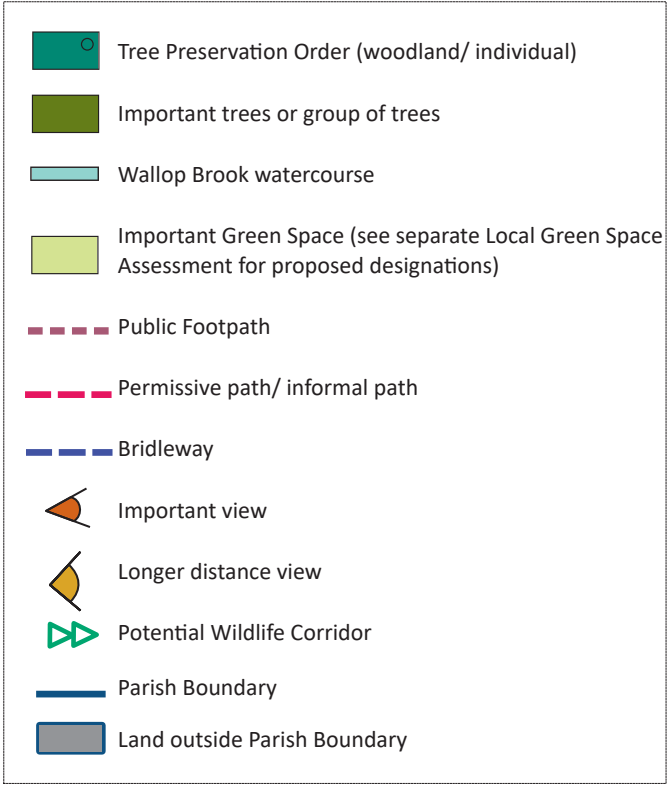 Tree Preservation Order (woodland/ individual)
Important trees or group of trees
Wallop Brook watercourse
Important Green Space (see separate Local Green Space
Assessment for proposed designations)
Public Footpath
Permissive path/ informal path
Bridleway
Important view
Longer distance view
Potential Wildlife Corridor
Parish Boundary
Land outside Parish Boundary